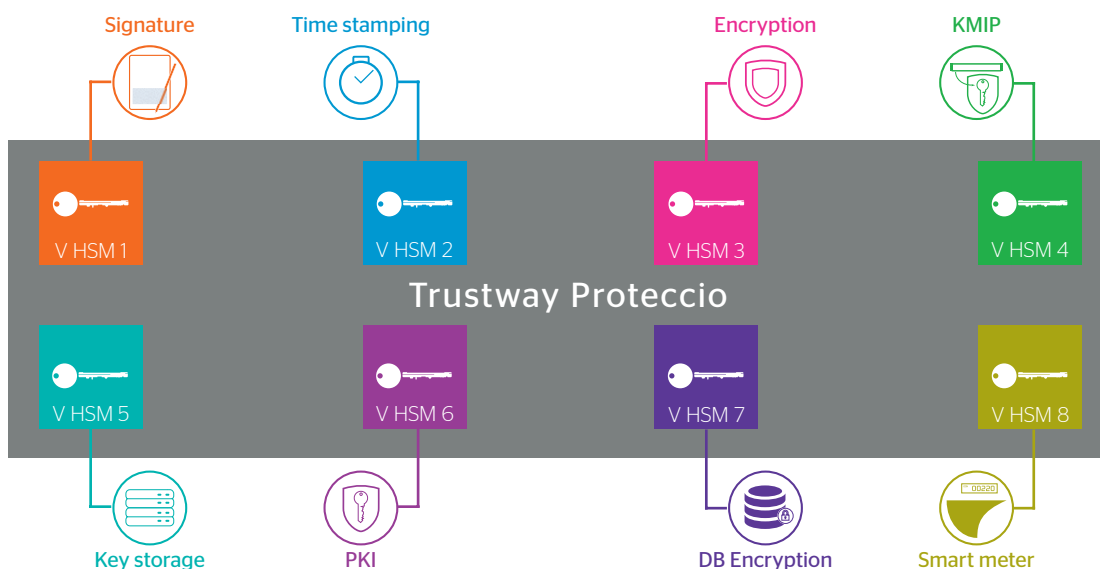 Signature
Time stamping
Encryption
KMIP
V HSM 1
V HSM 2
V HSM 3
V HSM 4
Trustway Proteccio
V HSM 5
V HSM 6
V HSM 7
V HSM 8
00220
Key storage
PKI
DB Encryption
Smart meter